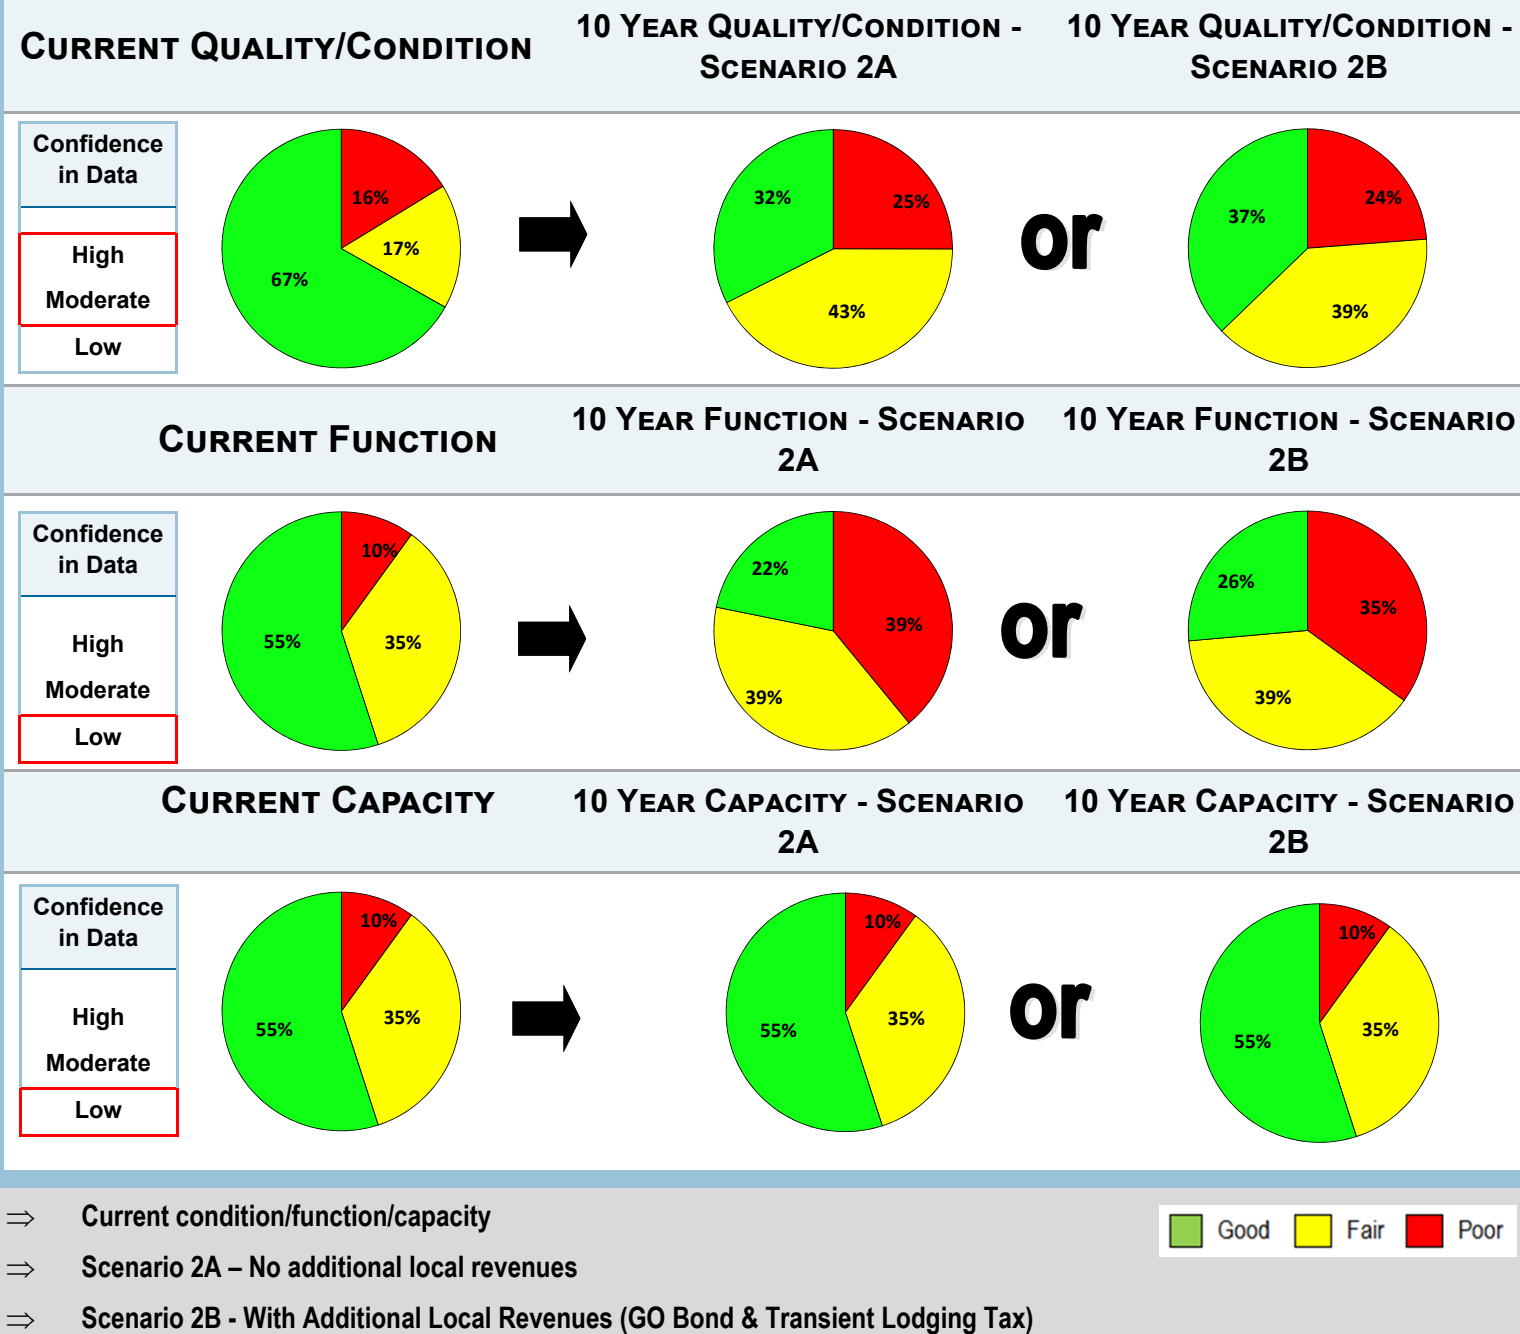 CURRENT QUALITY/CONDITION
10 YEAR QUALITY/CONDITION -
SCENARIO 2A
10 YEAR QUALITY/CONDITION -
SCENARIO 2B
Confidence
in Data
High
Moderate
Low
16%
17%
67%
32%
25%
43%
or
37%
24%
39%
CURRENT FUNCTION
10 YEAR FUNCTION - SCENARIO
2A
10 YEAR FUNCTION - SCENARIO
2B
Confidence
in Data
High
Moderate
Low
10%
55%
35%
22%
39%
39%
or
26%
35%
39%
CURRENT CAPACITY
10 YEAR CAPACITY - SCENARIO
2A
10 YEAR CAPACITY - SCENARIO
2B
Confidence
in Data
High
Moderate
Low
10%
55%
35%
10%
55%
35%
or
10%
55%
35%
⇒ Current condition/function/capacity
⇒ Scenario 2A – No additional local revenues
⇒ Scenario 2B - With Additional Local Revenues (GO Bond & Transient Lodging Tax)
Good Fair Poor